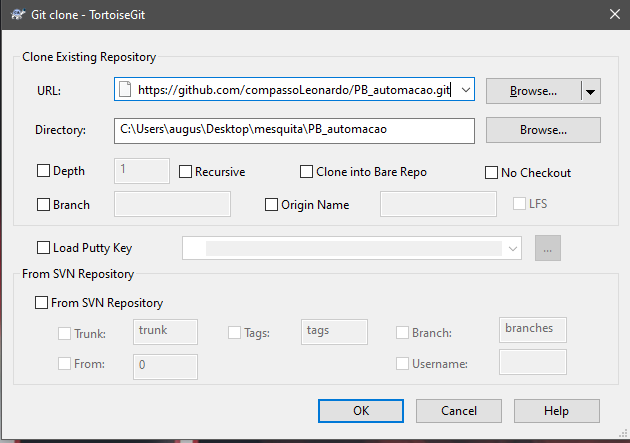 Git clone - TortoiseGit
Clone Existing Repository
URL: https://github.com/compassoLeonardo/PB_automacao.git Browse...
Directory: C:\Users\augus\Desktop\mesquita\PB_automacao Browse...
Depth 1 Recursive Clone into Bare Repo No Checkout
Branch Origin Name LFS
Load Putty Key ...
From SVN Repository
From SVN Repository
Trunk: trunk Tags: tags Branch: branches
From: 0 Username:
OK Cancel Help